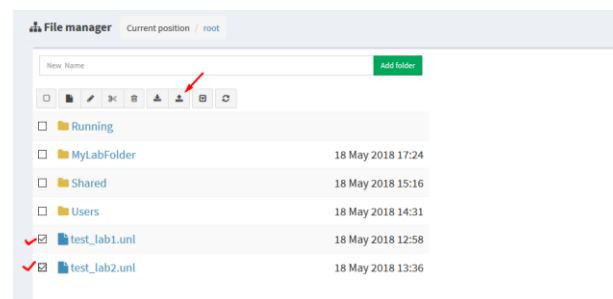 File manager Current position / root
New Name Add folder
Running
MyLabFolder 18 May 2018 17:24
Shared 18 May 2018 15:16
Users 18 May 2018 14:31
test_lab1.unl 18 May 2018 12:58
test_lab2.unl 18 May 2018 13:36